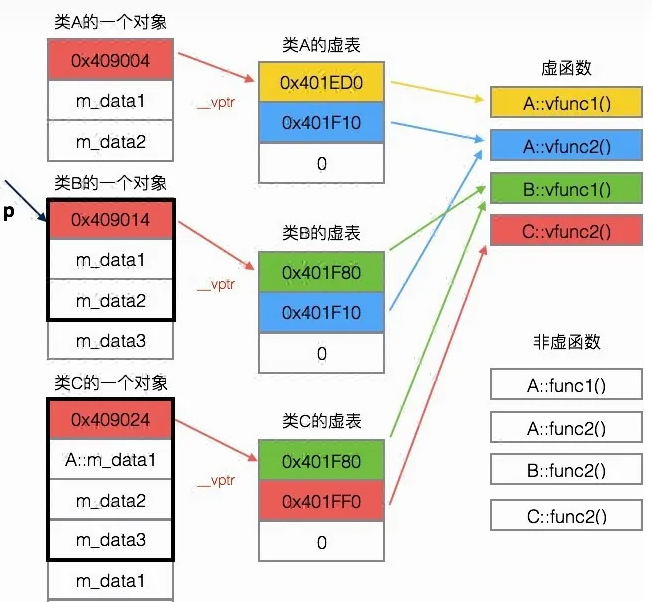 类A的一个对象
0x409004
m_data1
m_data2
__vptr
类A的虚表
0x401ED0
0x401F10
0
虚函数
A::vfunc1()
A::vfunc2()
B::vfunc1()
C::vfunc2()
p
类B的一个对象
0x409014
m_data1
m_data2
m_data3
__vptr
类B的虚表
0x401F80
0x401F10
0
类C的一个对象
0x409024
A::m_data1
m_data2
m_data3
m_data1
__vptr
类C的虚表
0x401F80
0x401FF0
0
非虚函数
A::func1()
A::func2()
B::func2()
C::func2()